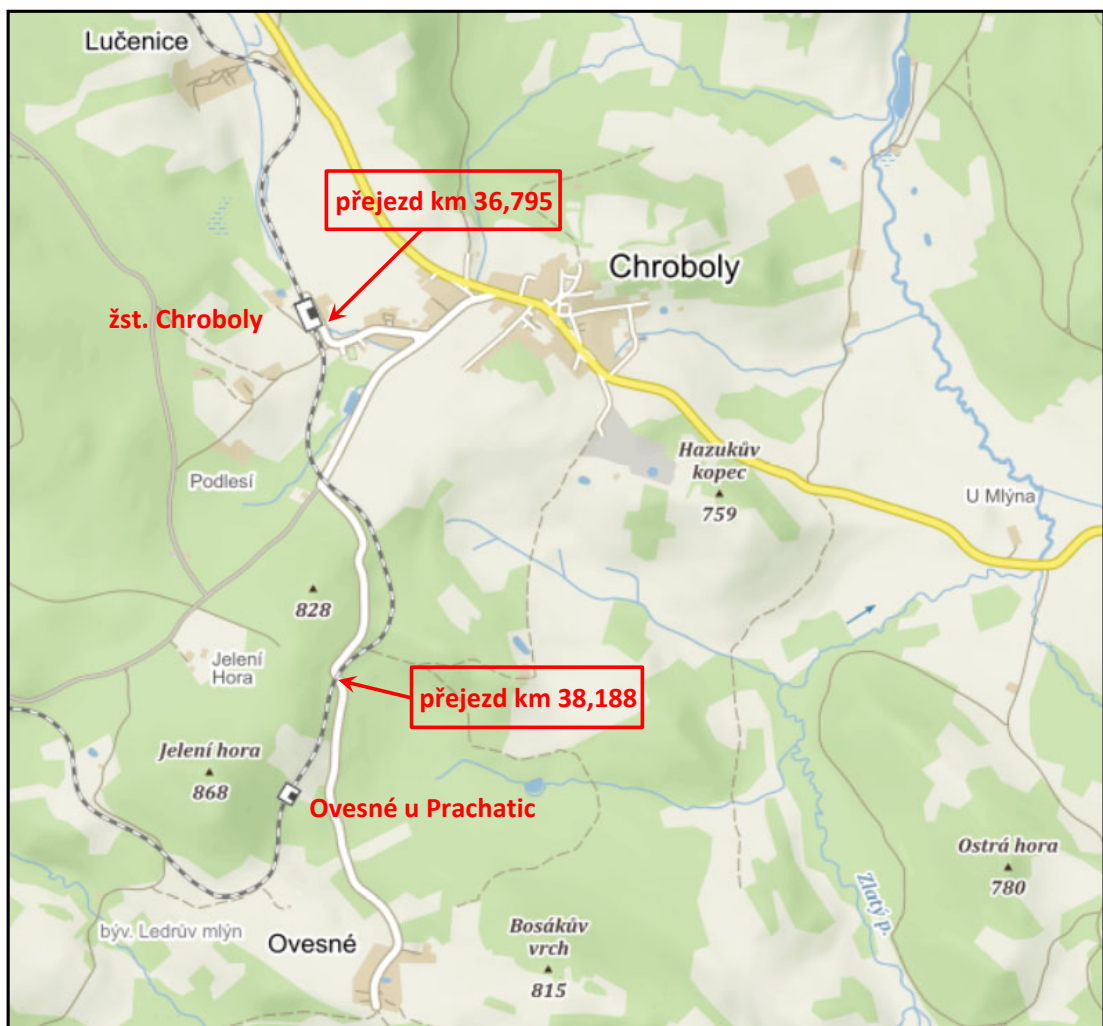 Lučenice
přejezd km 36,795
Chroboly
žst. Chroboly
Hazukův
kopec
759
Podlesí
U Mlýna
828
Jelení
Hora
přejezd km 38,188
Jelení hora
868
Ovesné u Prachatic
Ostrá hora
780
Zlatý p.
býv. Ledrův mlýn
Ovesné
Bosákův
vrch
815